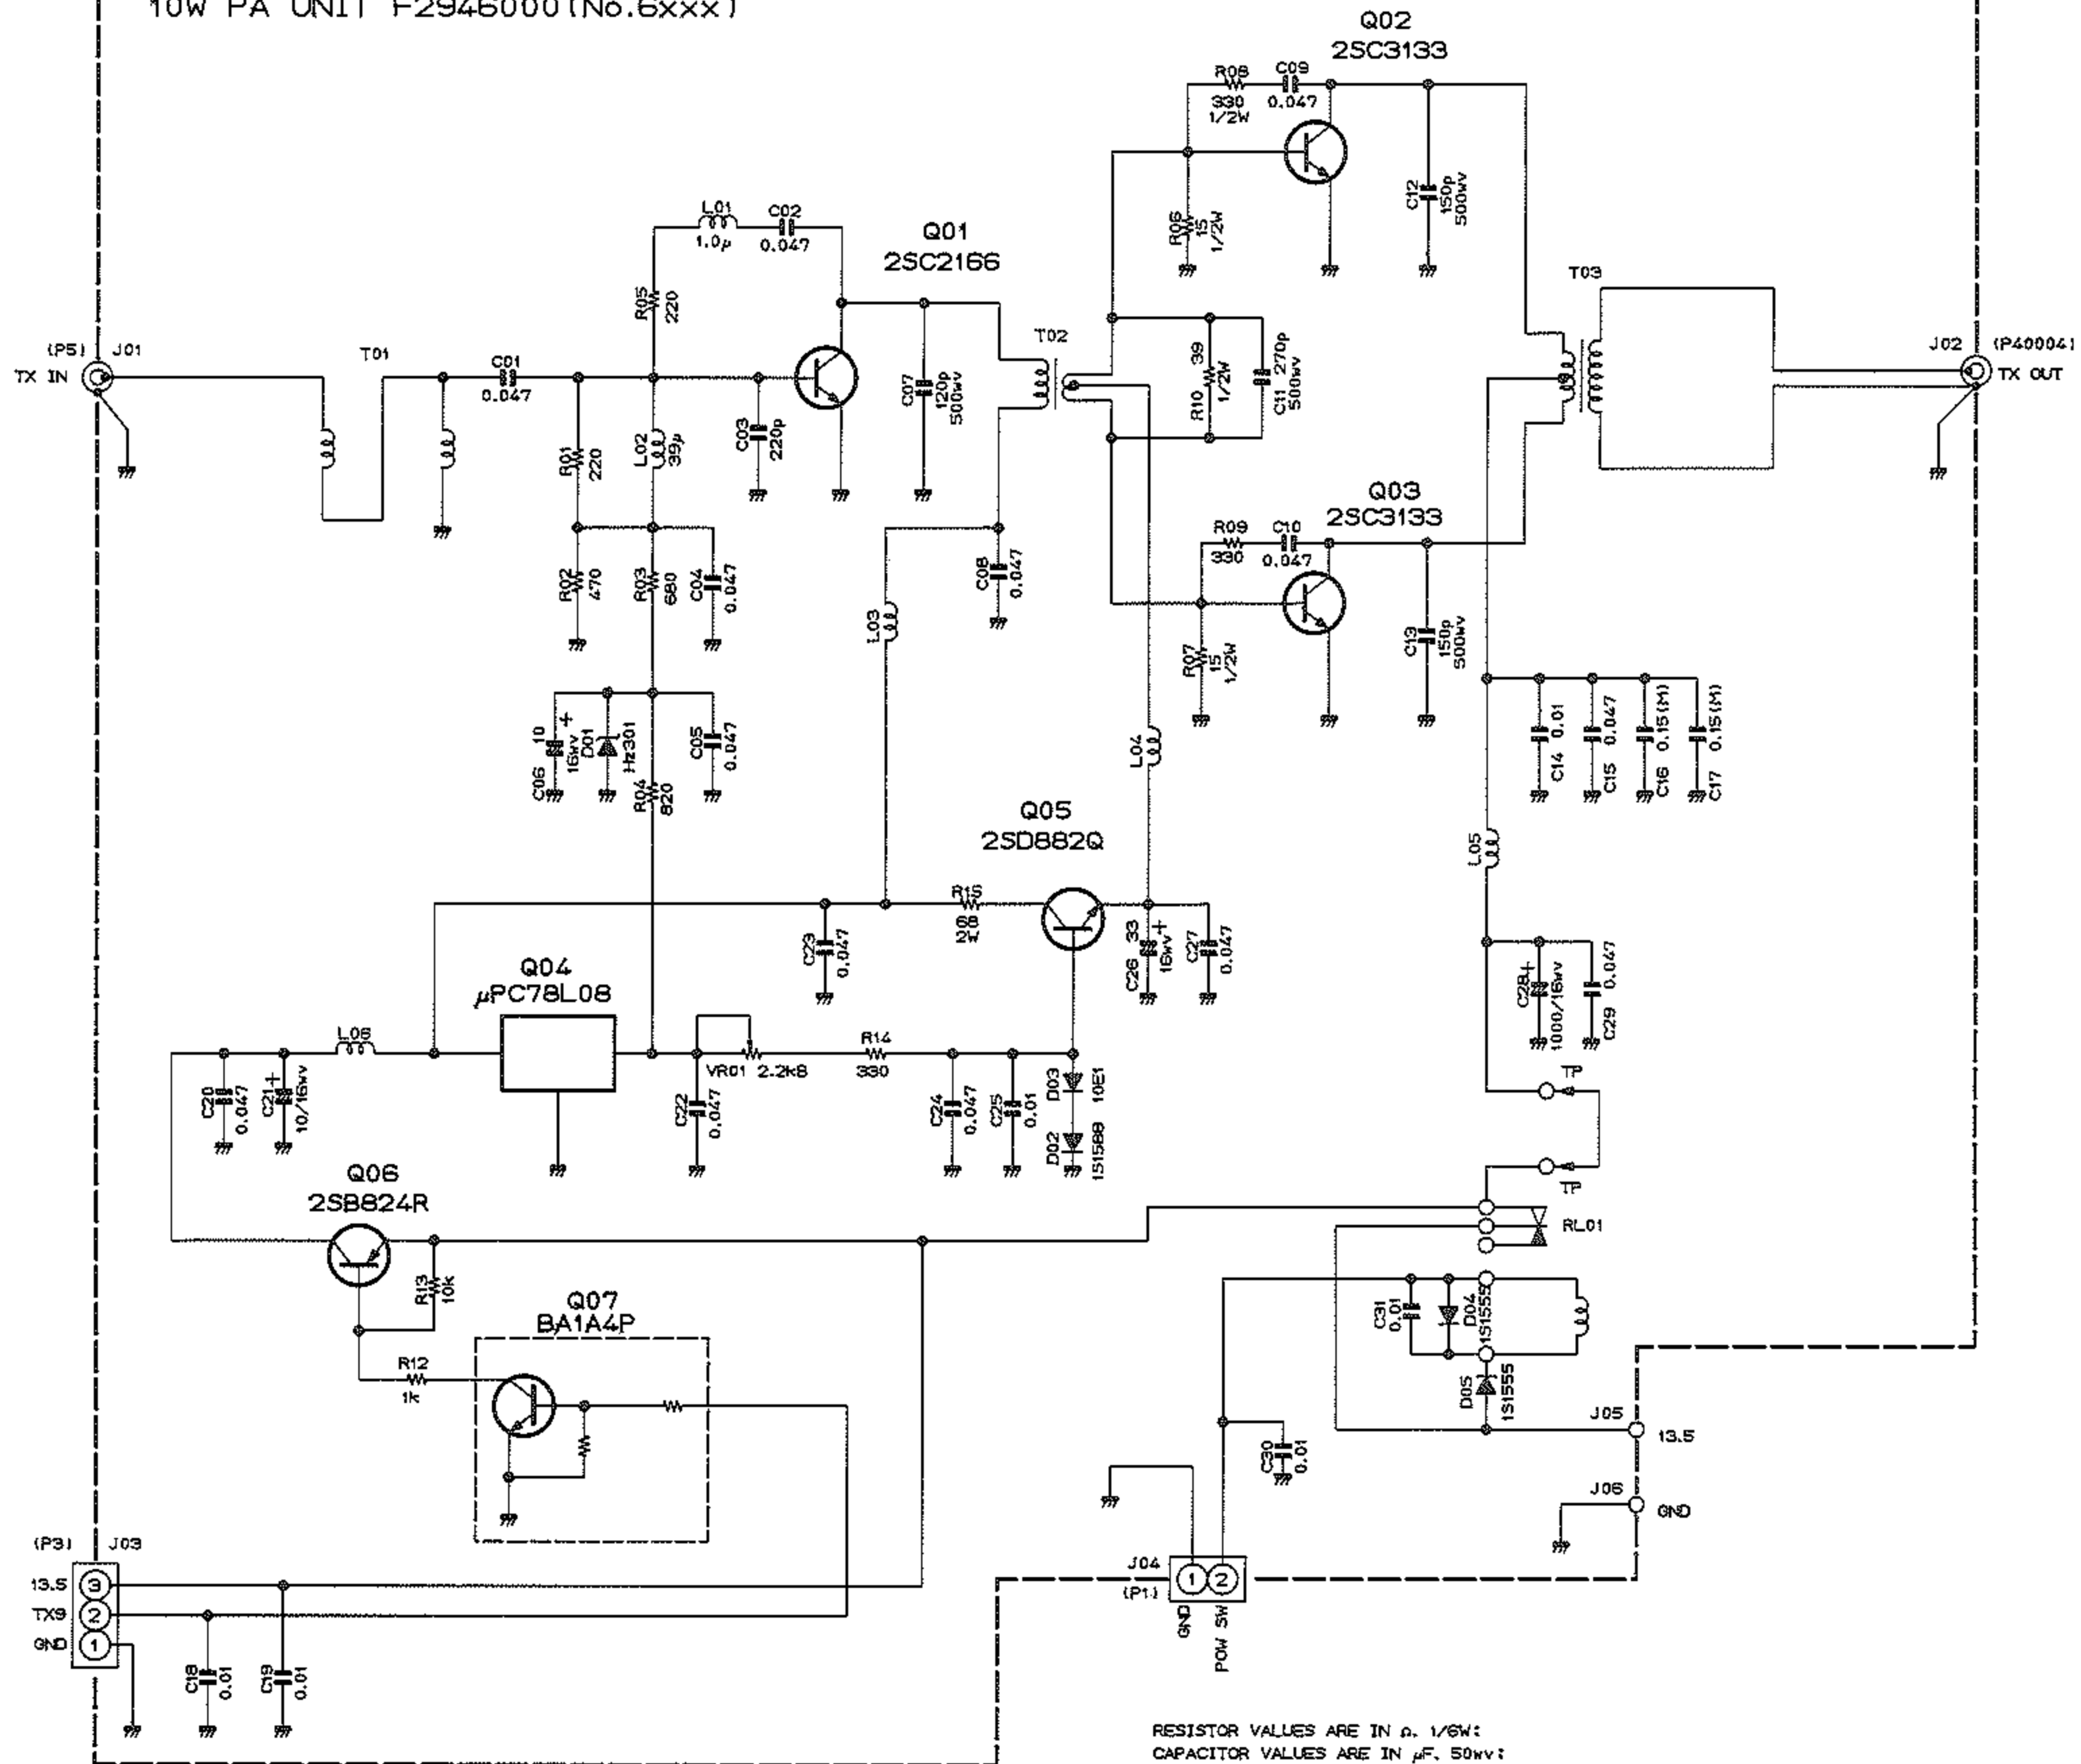 10W PA UNIT F2946000(No.6xxx)
Q02
2SC3133
R08
330
1/2W
C09
0.047
R06
15
1/2W
C12
150p
500wv
L01
1.0μ
C02
0.047
Q01
2SC2166
R05
220
(P5) J01
TX IN
T01
C01
0.047
R01
220
L02
39μ
C03
220p
C07
120p
500wv
T02
R10 39
1/2W
C11 270p
500wv
T03
J02 (P40004)
TX OUT
Q03
2SC3133
R09
330
C10
0.047
R02
470
R03
680
C04
0.047
C08
0.047
L03
R07
15
1/2W
C13
150p
500wv
C06 10
16wv
+
D01
Hz301
C05
0.047
R04
820
L04
C14 0.01
C15 0.047
C16 0.15(M)
C17 0.15(M)
Q05
2SD882Q
L05
R15
68
2W
C23
0.047
C26 33
16wv
+
C27
0.047
Q04
μPC78L08
C28
+
1000/16wv
C29 0.047
L06
C20
0.047
C21
+
10/16wv
VR01 2.2kB
R14
330
C22
0.047
C24
0.047
C25
0.01
D03
10E1
D02
1S1588
TP
TP
RL01
Q06
2SB824R
R13
10k
Q07
BA1A4P
R12
1k
C31
0.01
D04
1S1555
D05
1S1555
J05
13.5
C30
0.01
J06
GND
(P3) J03
13.5
3
TX9
2
GND
1
C18
0.01
C19
0.01
J04
(P1)
1
2
GND
POW SW
RESISTOR VALUES ARE IN Ω, 1/6W;
CAPACITOR VALUES ARE IN μF, 50wv;